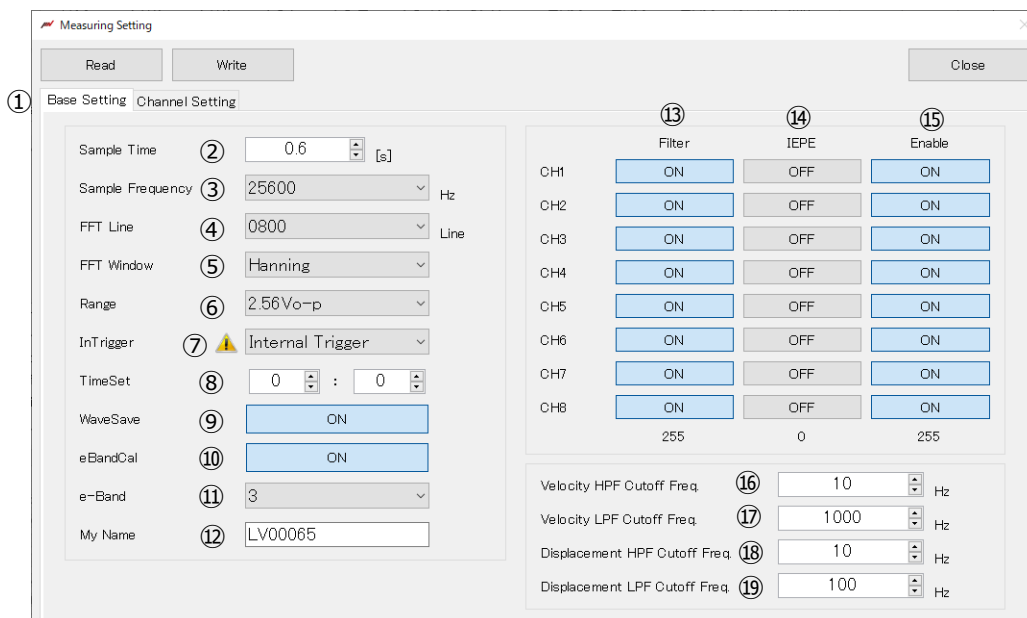 Measuring Setting
Read Write Close
① Base Setting Channel Setting
Sample Time ② 0.6 [s]
Sample Frequency ③ 25600 Hz
FFT Line ④ 0800 Line
FFT Window ⑤ Hanning
Range ⑥ 2.56Vo-p
InTrigger ⑦ Internal Trigger
TimeSet ⑧ 0 : 0
WaveSave ⑨ ON
eBandCal ⑩ ON
e-Band ⑪ 3
My Name ⑫ LV00065
⑬ ⑭ ⑮
Filter IEPE Enable
CH1 ON OFF ON
CH2 ON OFF ON
CH3 ON OFF ON
CH4 ON OFF ON
CH5 ON OFF ON
CH6 ON OFF ON
CH7 ON OFF ON
CH8 ON OFF ON
255 0 255
Velocity HPF Cutoff Freq. ⑯ 10 Hz
Velocity LPF Cutoff Freq. ⑰ 1000 Hz
Displacement HPF Cutoff Freq. ⑱ 10 Hz
Displacement LPF Cutoff Freq. ⑲ 100 Hz